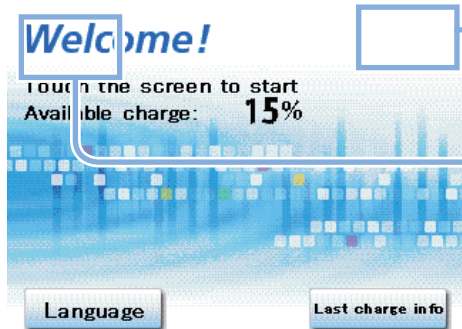 Welcome!
Touch the screen to start
Available charge: 15%
Language
Last charge info